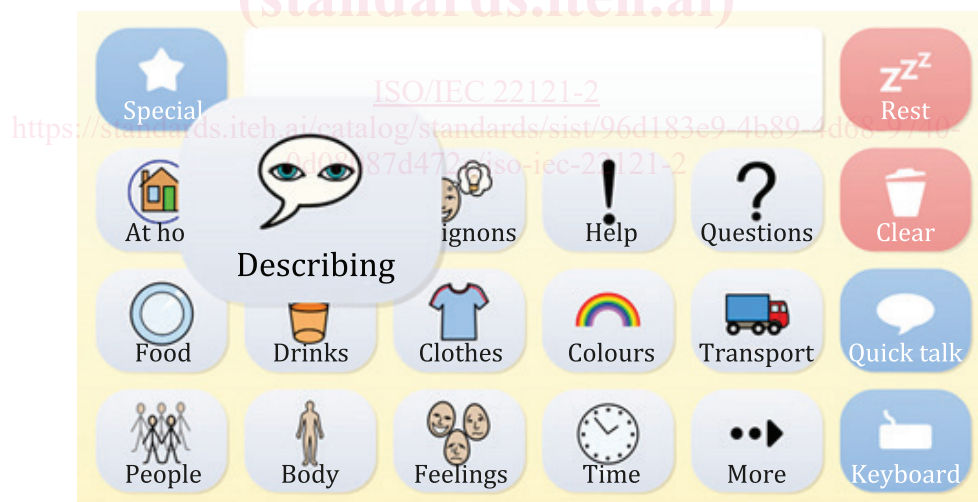 (standards.iteh.ai)
Special
ISO/IEC 22121-2
zzz
Rest
https://standards.iteh.ai/catalog/standards/sist/96d183e9-4b89-4d68-9740-
/iso-iec-22121-2
At ho
Describing
ignons
Help
Questions
Clear
Food
Drinks
Clothes
Colours
Transport
Quick talk
People
Body
Feelings
Time
More
Keyboard